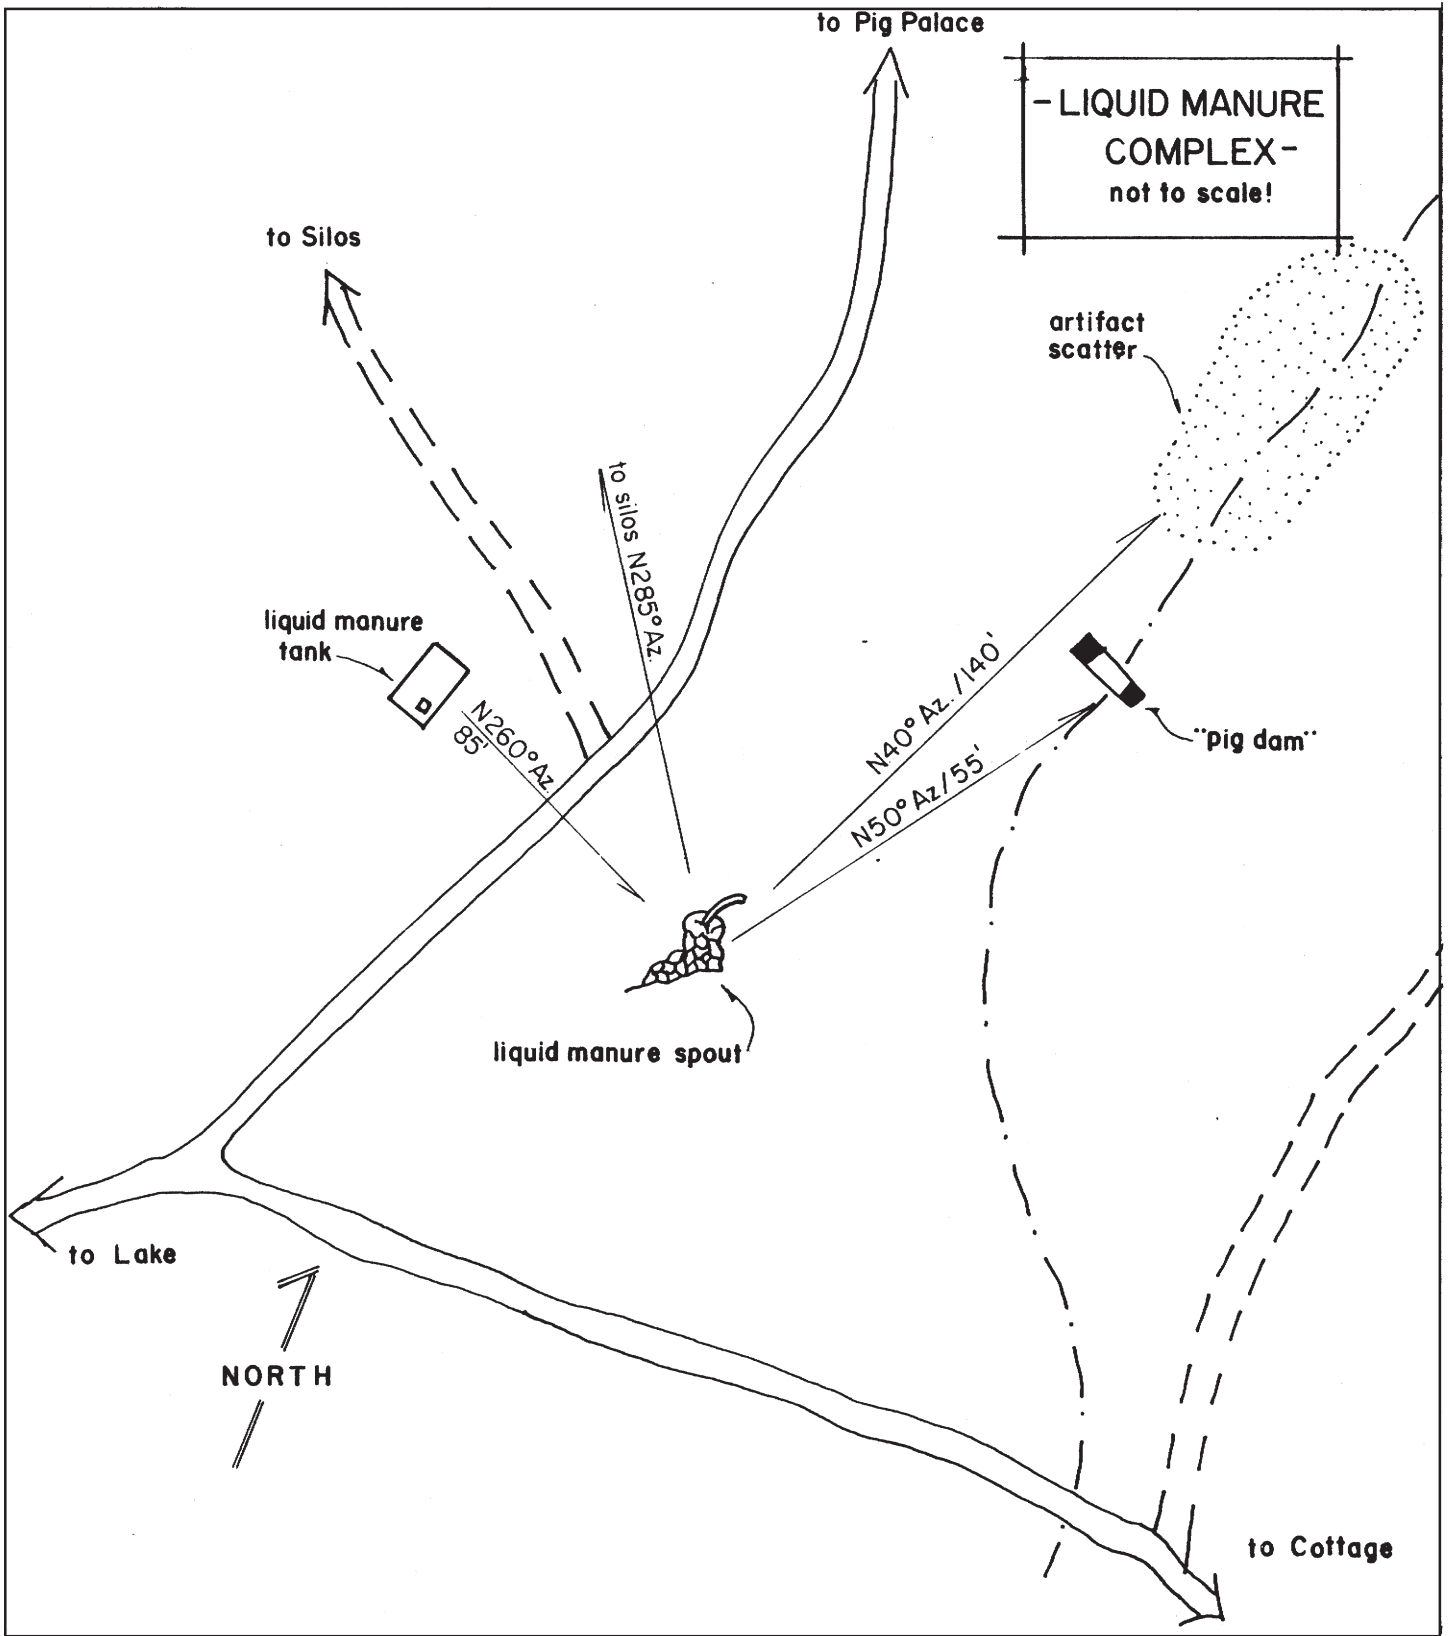 to Pig Palace
- LIQUID MANURE
COMPLEX -
not to scale!
to Silos
artifact
scatter
to silos N285° Az.
liquid manure
tank
N260° Az.
85'
N40° Az. /140'
N50° Az/55'
"pig dam"
liquid manure spout
to Lake
NORTH
to Cottage